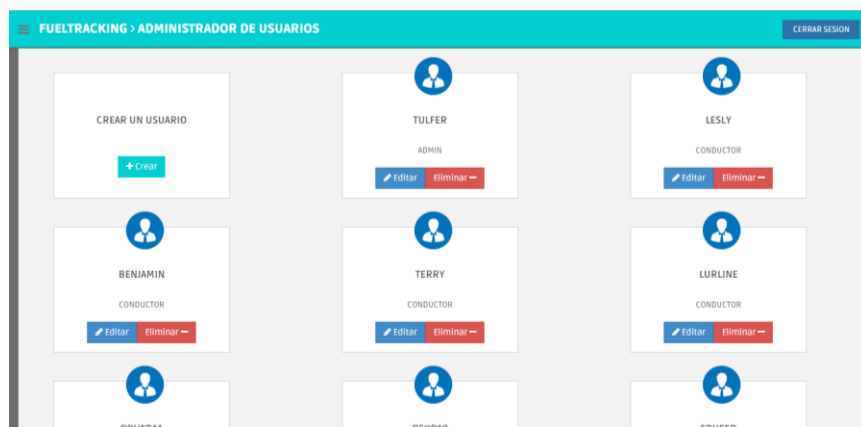 FUELTRACKING > ADMINISTRADOR DE USUARIOS
CERRAR SESION
CREAR UN USUARIO
+ Crear
TULFER
ADMIN
Editar Eliminar
LESLY
CONDUCTOR
Editar Eliminar
BENJAMIN
CONDUCTOR
Editar Eliminar
TERRY
CONDUCTOR
Editar Eliminar
LURLINE
CONDUCTOR
Editar Eliminar